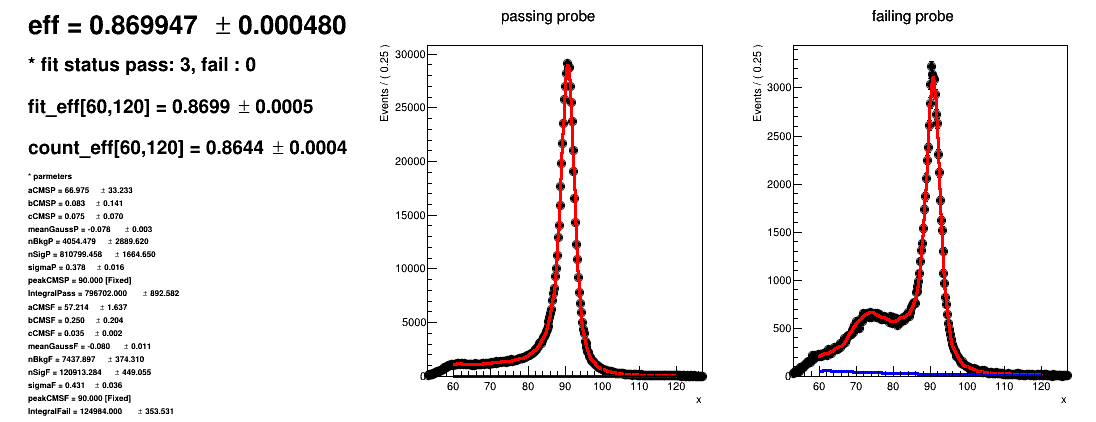 eff = 0.869947 ± 0.000480
* fit status pass: 3, fail : 0
fit_eff[60,120] = 0.8699 ± 0.0005
count_eff[60,120] = 0.8644 ± 0.0004
* parmeters
aCMSP = 66.975 ± 33.233
bCMSP = 0.083 ± 0.141
cCMSP = 0.075 ± 0.070
meanGaussP = -0.078 ± 0.003
nBkgP = 4054.479 ± 2889.620
nSigP = 810799.458 ± 1664.650
sigmaP = 0.378 ± 0.016
peakCMSP = 90.000 [Fixed]
IntegralPass = 796702.000 ± 892.582
aCMSF = 57.214 ± 1.637
bCMSF = 0.250 ± 0.204
cCMSF = 0.035 ± 0.002
meanGaussF = -0.080 ± 0.011
nBkgF = 7437.897 ± 374.310
nSigF = 120913.284 ± 449.055
sigmaF = 0.431 ± 0.036
peakCMSF = 90.000 [Fixed]
IntegralFail = 124984.000 ± 353.531
passing probe
Events / ( 0.25 )
30000
25000
20000
15000
10000
5000
0
60 70 80 90 100 110 120
x
failing probe
Events / ( 0.25 )
3000
2500
2000
1500
1000
500
0
60 70 80 90 100 110 120
x